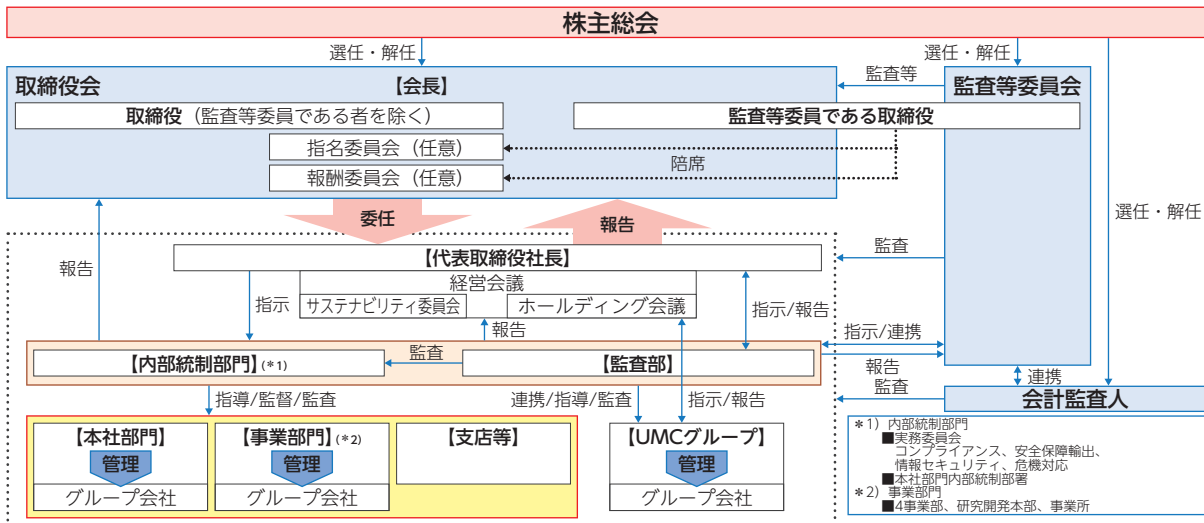 株主総会
選任・解任
選任・解任
取締役会
【会長】
監査等
監査等委員会
取締役（監査等委員である者を除く）
監査等委員である取締役
指名委員会（任意）
陪席
報酬委員会（任意）
委任
報告
選任・解任
報告
【代表取締役社長】
監査
経営会議
指示
サステナビリティ委員会
ホールディング会議
指示/報告
報告
指示/連携
【内部統制部門】(＊1)
監査
【監査部】
報告
連携
監査
会計監査人
指導/監督/監査
連携/指導/監査
指示/報告
【本社部門】
【事業部門】(＊2)
【支店等】
【UMCグループ】
管理
管理
管理
グループ会社
グループ会社
グループ会社
＊1）内部統制部門
■実務委員会
コンプライアンス、安全保障輸出、
情報セキュリティ、危機対応
■本社部門内部統制部署
＊2）事業部門
■4事業部、研究開発本部、事業所